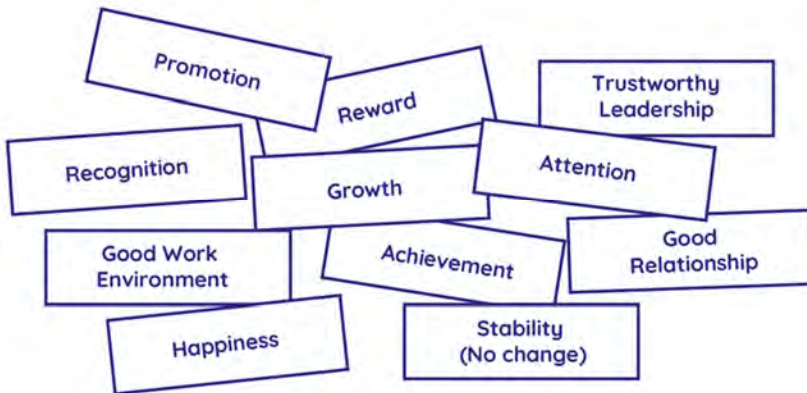 Promotion
Reward
Trustworthy
Leadership
Recognition
Growth
Attention
Good Work
Environment
Achievement
Good
Relationship
Happiness
Stability
(No change)